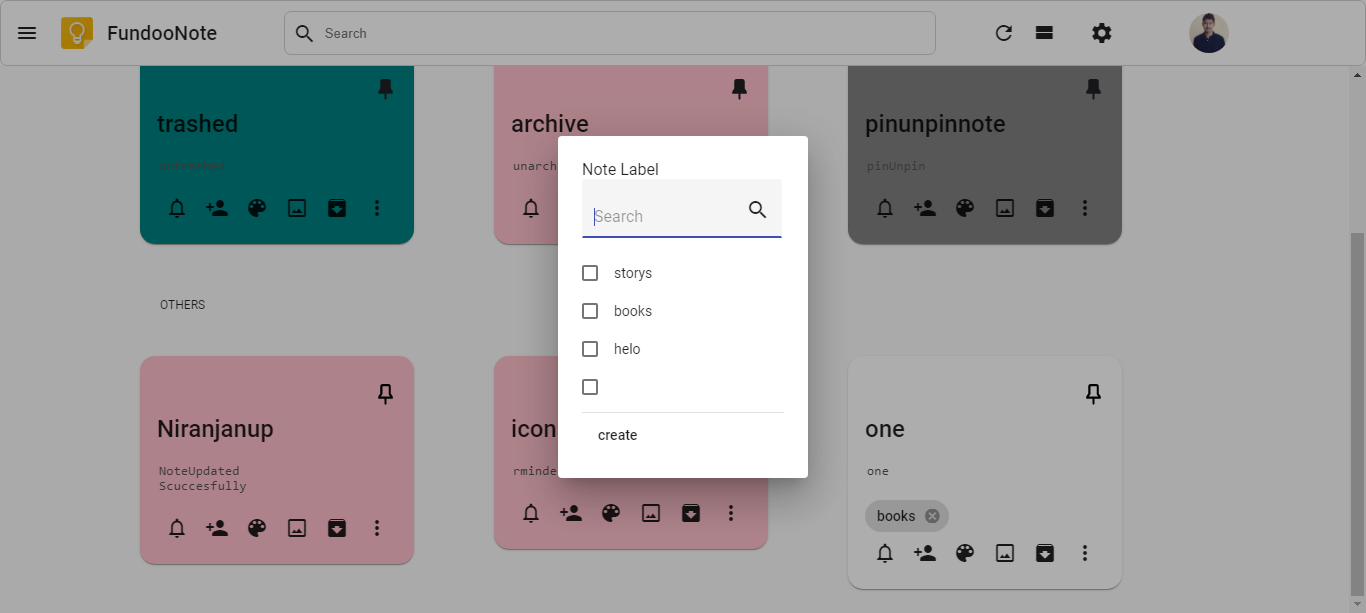 FundooNote
Search
trashed
untrashed
archive
unarch
pinunpinnote
pinUnpin
Note Label
Search
storys
books
helo
create
OTHERS
Niranjanup
NoteUpdated
Scuccesfully
icon
rminde
one
one
books